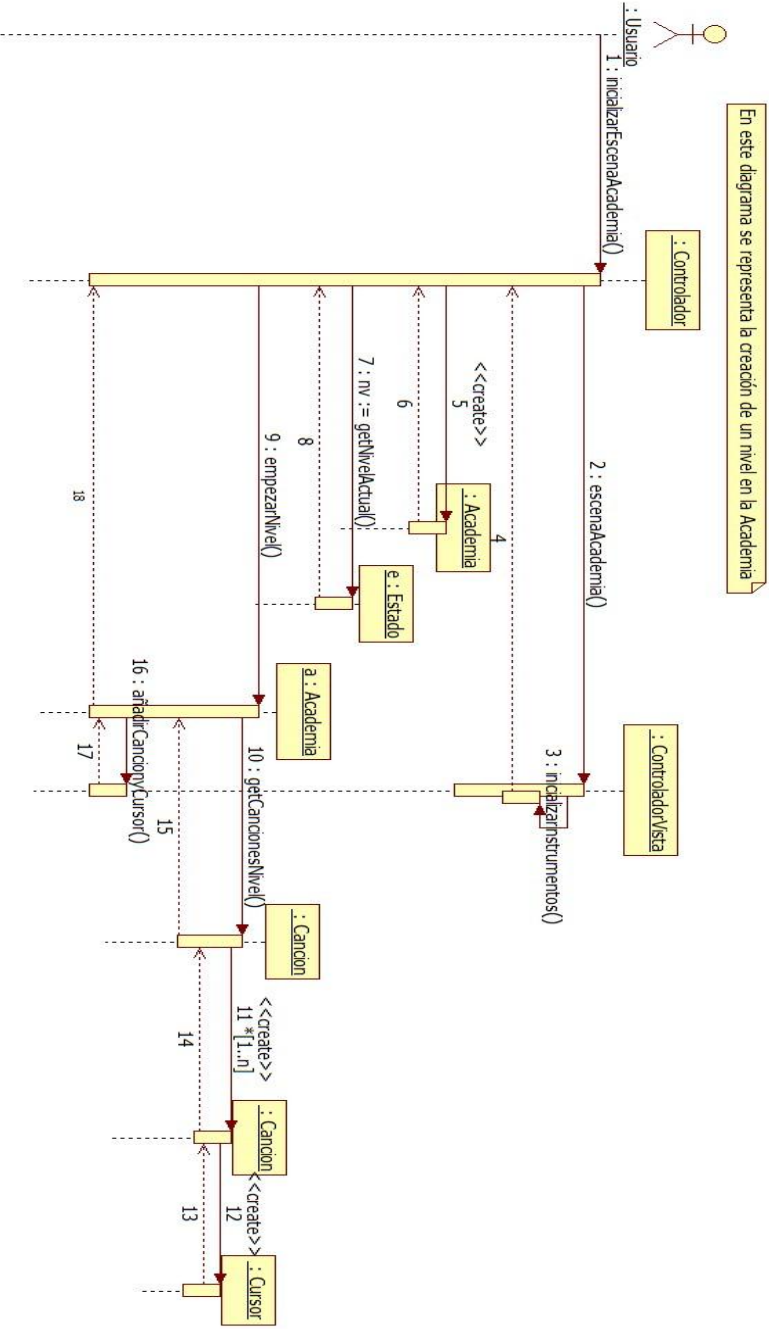 En este diagrama se representa la creación de un nivel en la Academia
: Usuario
: Controlador
: ControladorVista
1 : inicializarEscenaAcademia()
2 : escenaAcademia()
3 : incializarnstrumentos()
4
<<create>>
5
: Academia
6
7 : nv := getNivelActual()
e : Estado
8
9 : empezarNivel()
a : Academia
10 : getCancionesNivel()
: Cancion
<<create>>
11 *[1..n]
: Cancion
<<create>>
12
: Cursor
13
14
15
16 : añadirCancionyCursor()
17
18